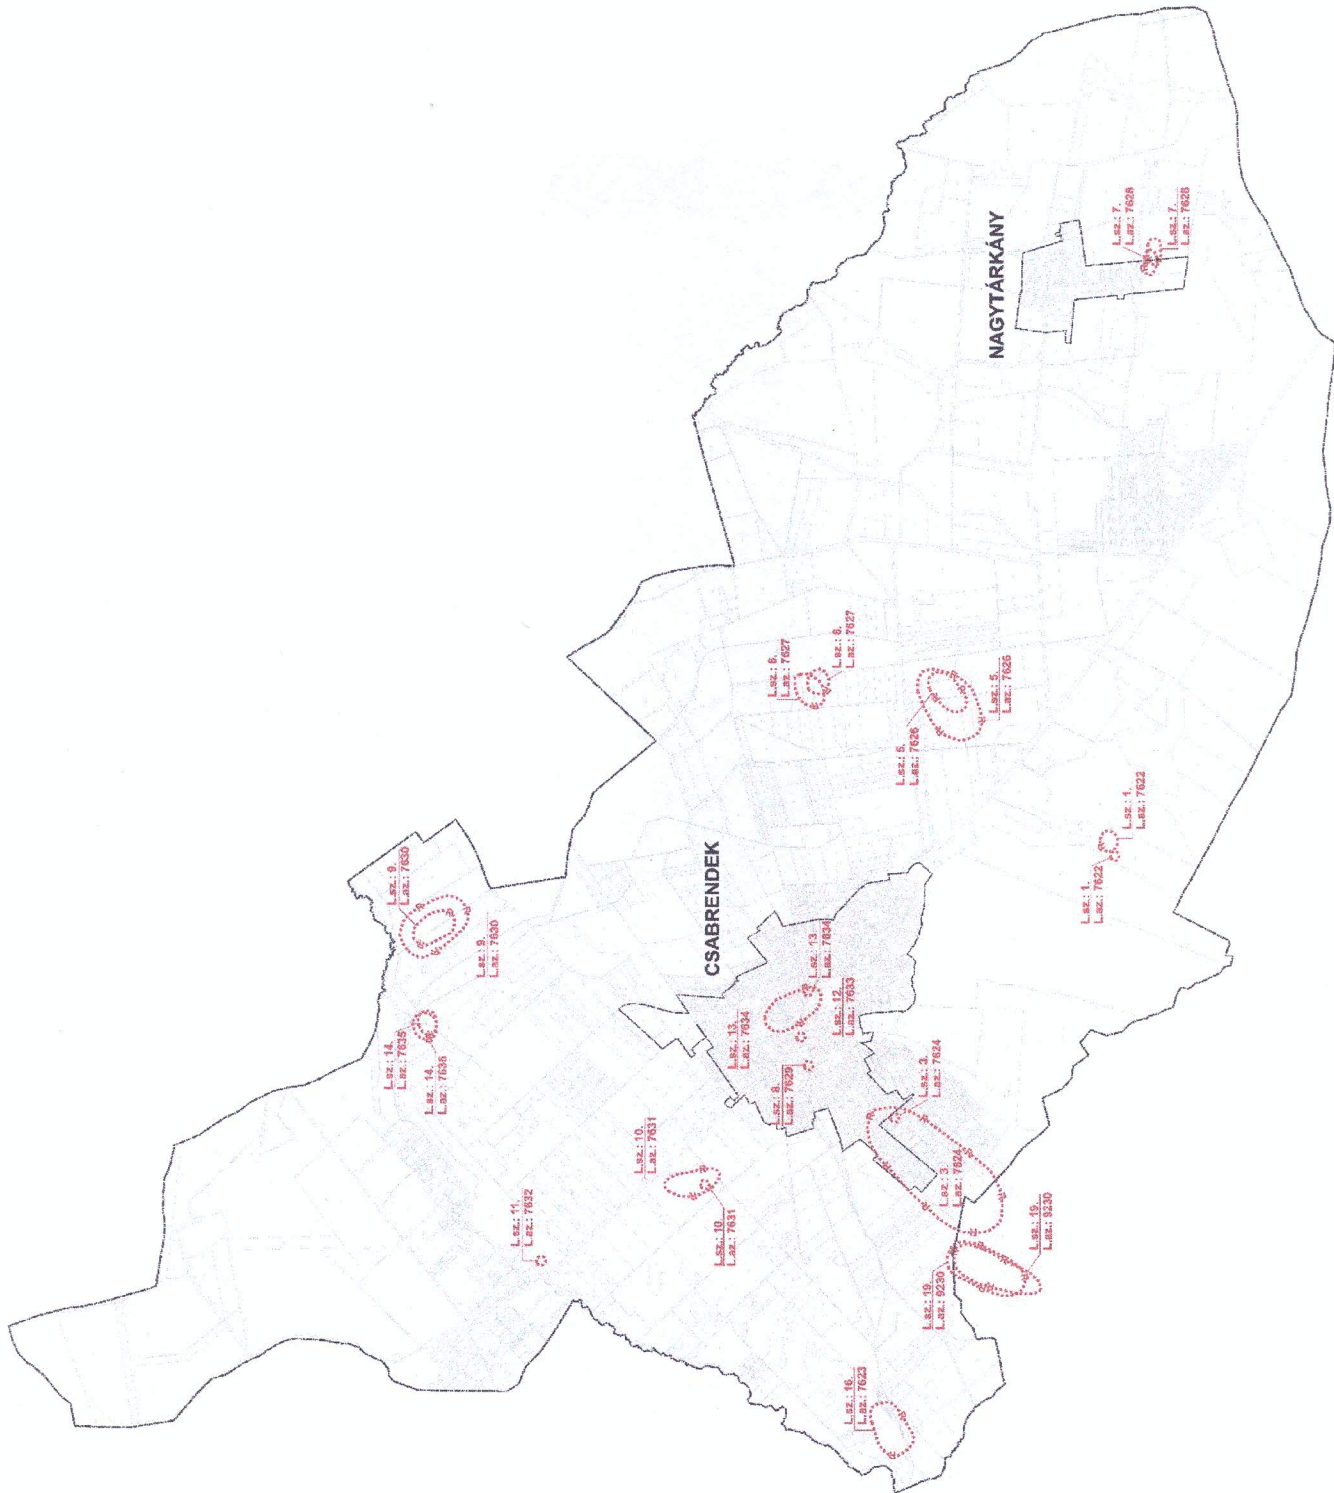 NAGYTÁRKÁNY
L.sz.: 7.
L.az.: 7628
L.sz.: 7.
L.az.: 7628
L.sz.: 6.
L.az.: 7627
L.sz.: 6.
L.az.: 7627
L.sz.: 5.
L.az.: 7626
L.sz.: 5.
L.az.: 7626
L.sz.: 1.
L.az.: 7622
L.sz.: 1.
L.az.: 7622
CSABRENDEK
L.sz.: 9.
L.az.: 7630
L.sz.: 9.
L.az.: 7630
L.sz.: 14.
L.az.: 7635
L.sz.: 14.
L.az.: 7635
L.sz.: 13.
L.az.: 7634
L.sz.: 13.
L.az.: 7634
L.sz.: 12.
L.az.: 7633
L.sz.: 8.
L.az.: 7629
L.sz.: 3.
L.az.: 7624
L.sz.: 3.
L.az.: 7624
L.sz.: 10.
L.az.: 7631
L.sz.: 10.
L.az.: 7631
L.sz.: 11.
L.az.: 7632
L.sz.: 19.
L.az.: 9230
L.sz.: 19.
L.az.: 9230
L.sz.: 16.
L.az.: 7623